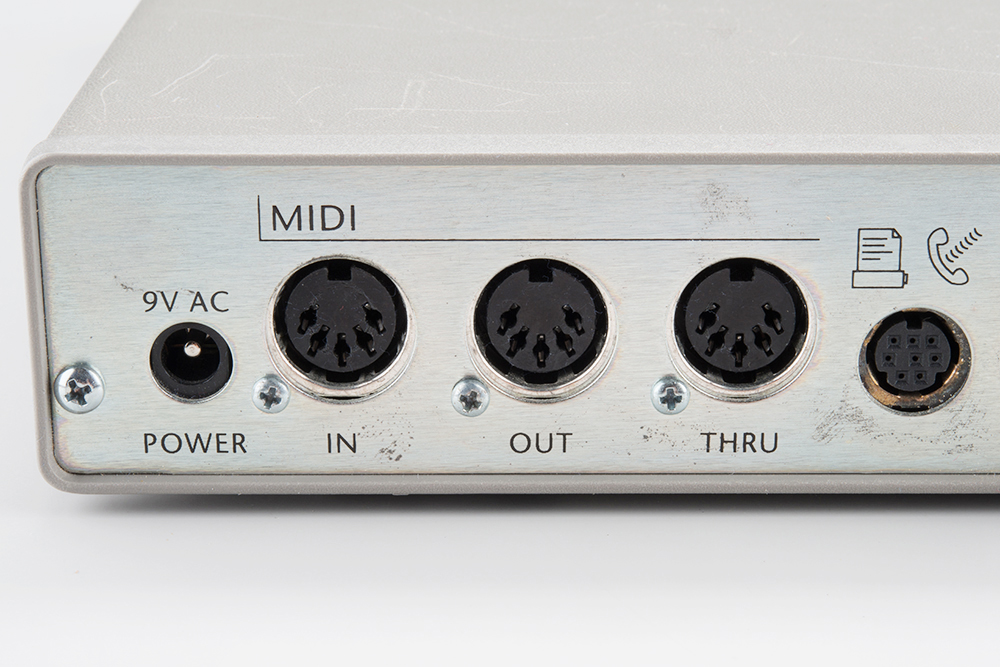 MIDI
9V AC
POWER
IN
OUT
THRU